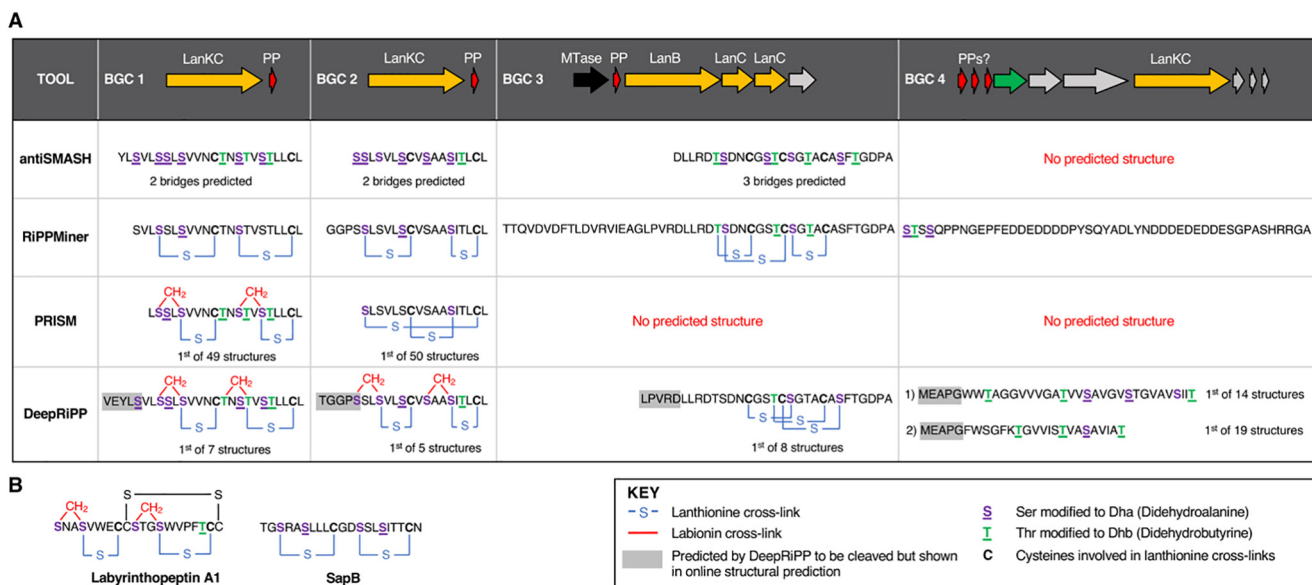 A
TOOL
BGC 1
LanKC
PP
BGC 2
LanKC
PP
BGC 3
MTase
PP
LanB
LanC
LanC
BGC 4
PPs?
LanKC
antiSMASH
YLSVLSSLSVVNCTNSTVSTLLCL
2 bridges predicted
SSLSVLSCVSAASITLCL
2 bridges predicted
DLLRDTSDNCGSTCSGTACASFTGDPA
3 bridges predicted
No predicted structure
RiPPMiner
SVLSSLSVVNCTNSTVSTLLCL
S
S
GGPSSLSVLSCVSAASITLCL
S
S
TTQVDVDFTLDVRVIEAGLPVRDLLRDTSDNCGSTCSGTACASFTGDPA
S
S
S
STSSQPPNGEPFEDDEDDDDPYSQYADLYNDDDEDEDDESGPASHRRGA
PRISM
CH2
CH2
LSSLSVVNCTNSTVSTLLCL
S
S
1st of 49 structures
SLSVLSCVSAASITLCL
S
S
1st of 50 structures
No predicted structure
No predicted structure
DeepRiPP
CH2
CH2
VEYLSVLSSLSVVNCTNSTVSTLLCL
S
S
1st of 7 structures
CH2
CH2
TGGPSSLSVLSCVSAASITLCL
S
S
1st of 5 structures
LPVRDLLRDTSDNCGSTCSGTACASFTGDPA
S
S
S
1st of 8 structures
1) MEAPGWWTAGGVVVGATVVSAVGVSTGVAVSIIT 1st of 14 structures
2) MEAPGFWSGFKTGVVISTVASAVIAT 1st of 19 structures
B
S
S
CH2
CH2
SNASVWECCSTGSWVPFTCC
S
S
Labyrinthopeptin A1
TGSRASLLLCGDSSLSITTCN
S
S
SapB
KEY
S
Lanthionine cross-link
Labionin cross-link
Predicted by DeepRiPP to be cleaved but shown
in online structural prediction
S Ser modified to Dha (Didehydroalanine)
T Thr modified to Dhb (Didehydrobutyrine)
C Cysteines involved in lanthionine cross-links